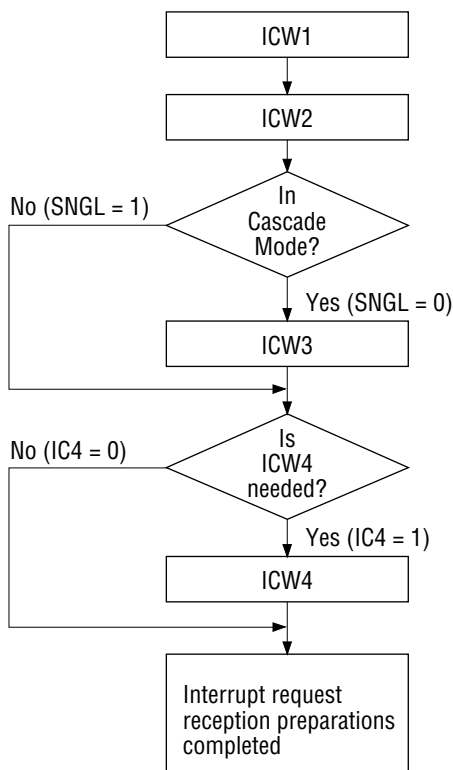 ICW1
ICW2
In
Cascade
Mode?
No (SNGL = 1)
Yes (SNGL = 0)
ICW3
Is
ICW4
needed?
No (IC4 = 0)
Yes (IC4 = 1)
ICW4
Interrupt request
reception preparations
completed